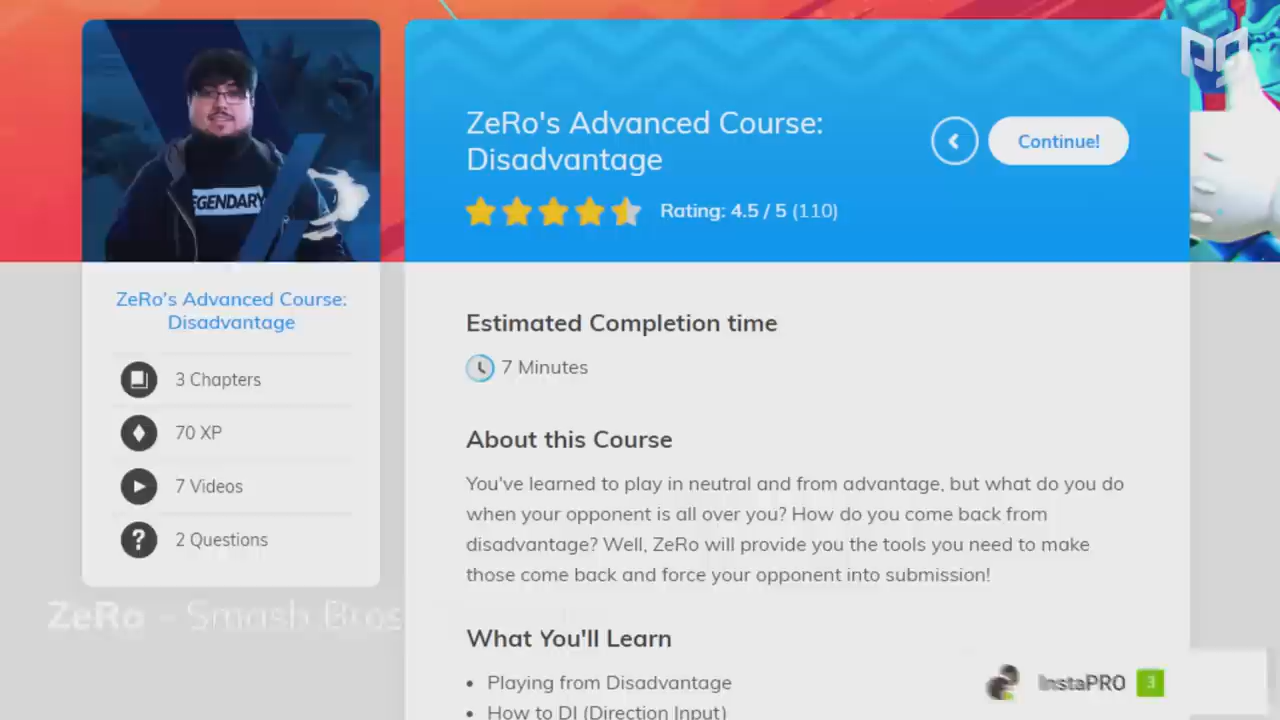 EGENDARY
ZeRo's Advanced Course:
Disadvantage
3 Chapters
70 XP
7 Videos
2 Questions
ZeRo - Smash Bros
ZeRo's Advanced Course:
Disadvantage
Continue!
Rating: 4.5 / 5 (110)
Estimated Completion time
7 Minutes
About this Course
You've learned to play in neutral and from advantage, but what do you do
when your opponent is all over you? How do you come back from
disadvantage? Well, ZeRo will provide you the tools you need to make
those come back and force your opponent into submission!
What You'll Learn
• Playing from Disadvantage
• How to DI (Direction Input)
InstaPRO 3